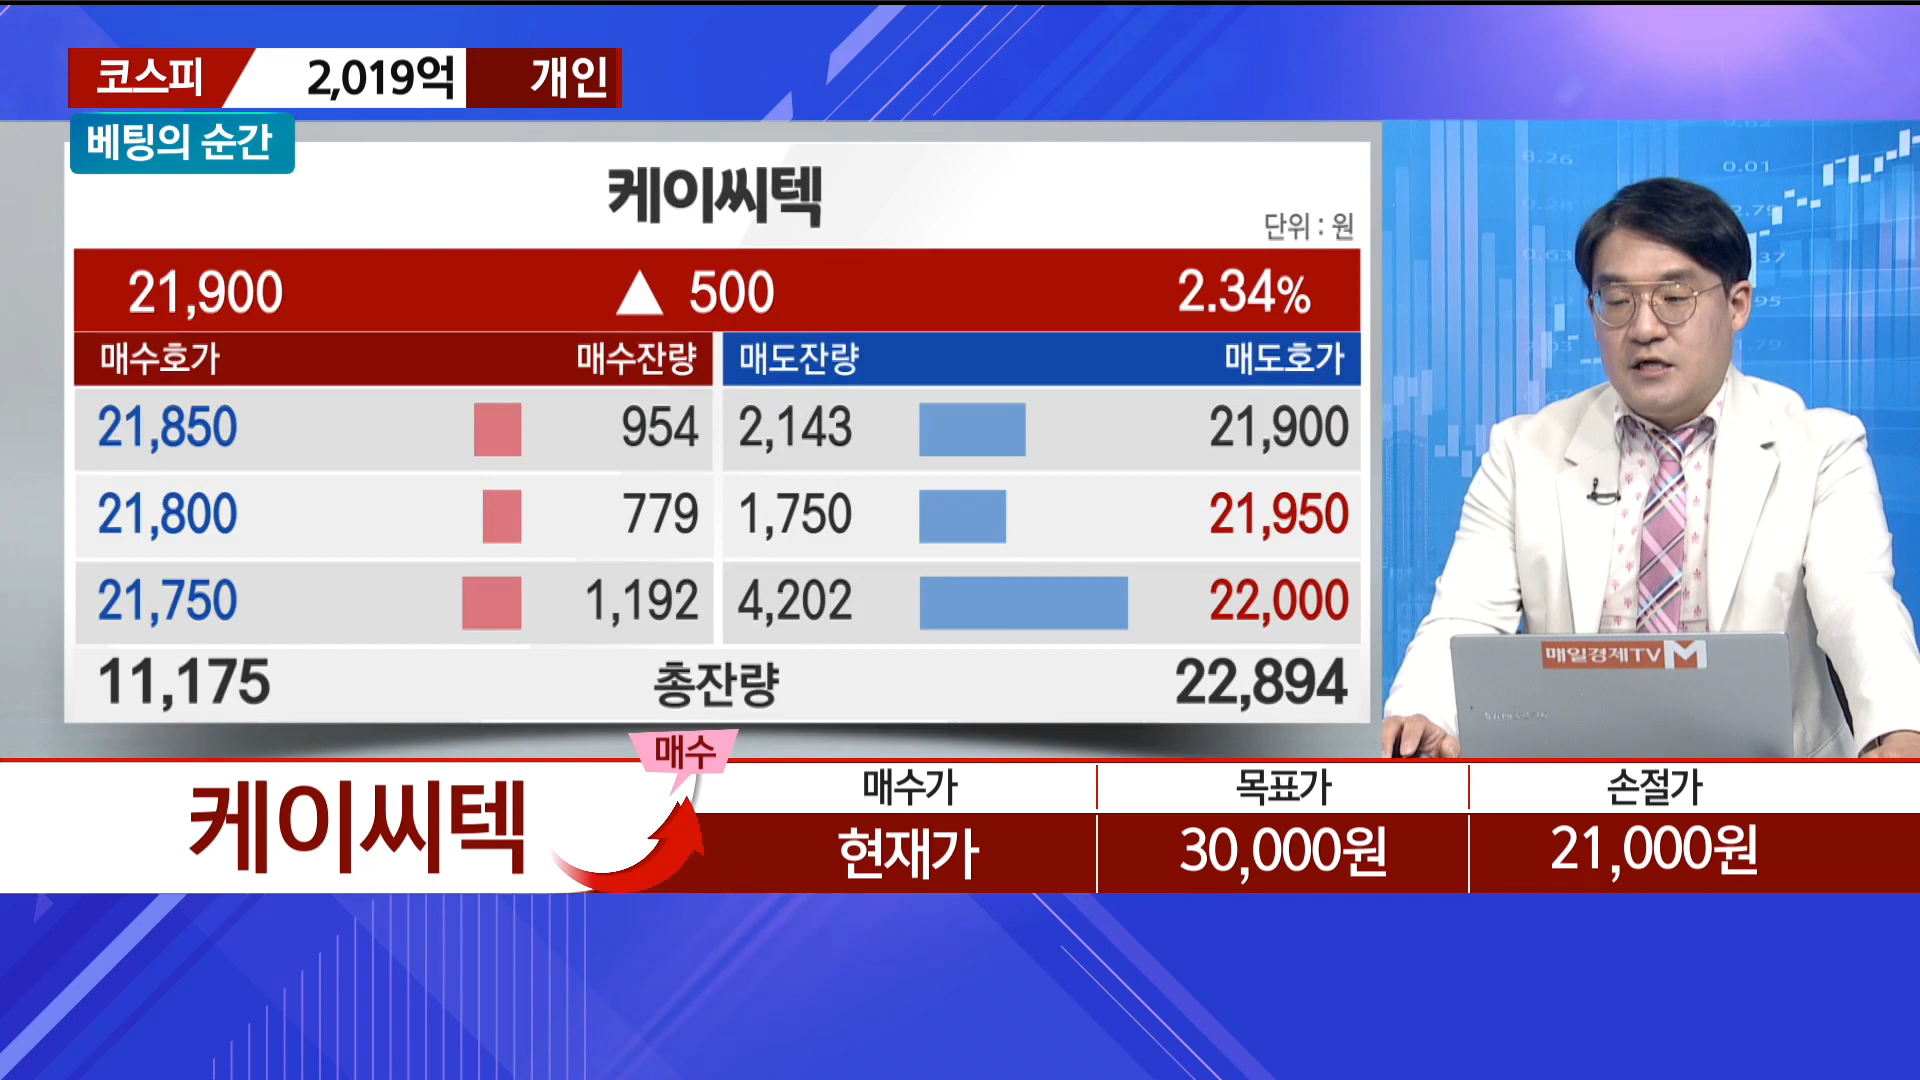 코스피 2,019억 개인
베팅의 순간
케이씨텍
단위 : 원
21,900 ▲ 500 2.34%
매수호가 매수잔량 매도잔량 매도호가
21,850 954 2,143 21,900
21,800 779 1,750 21,950
21,750 1,192 4,202 22,000
11,175 총잔량 22,894
8.26
0.01
매일경제TV M
매수
케이씨텍
매수가 목표가 손절가
현재가 30,000원 21,000원